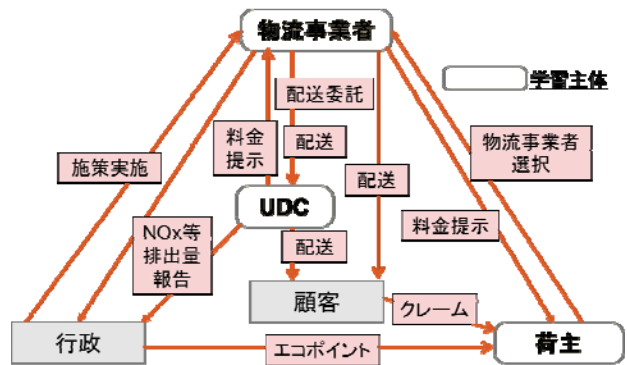 物流事業者
学習主体
配送委託
料金
提示
配送
物流事業者
選択
施策実施
配送
UDC
料金提示
NOx等
排出量
報告
配送
顧客
クレーム
行政
エコポイント
荷主